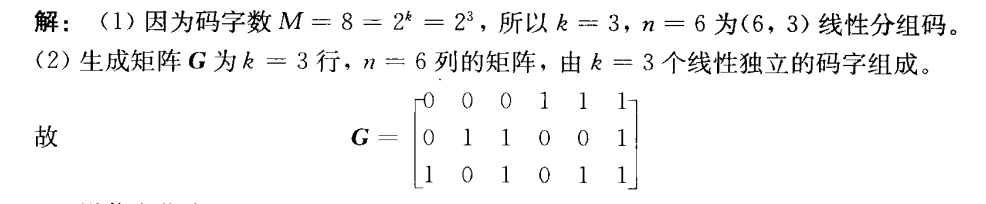 解：（1）因为码字数 M = 8 = 2ᵏ = 2³，所以 k = 3，n = 6 为(6，3)线性分组码。
（2）生成矩阵 G 为 k = 3 行，n = 6 列的矩阵，由 k = 3 个线性独立的码字组成。
0 0 0 1 1 1
故 G = 0 1 1 0 0 1
1 0 1 0 1 1